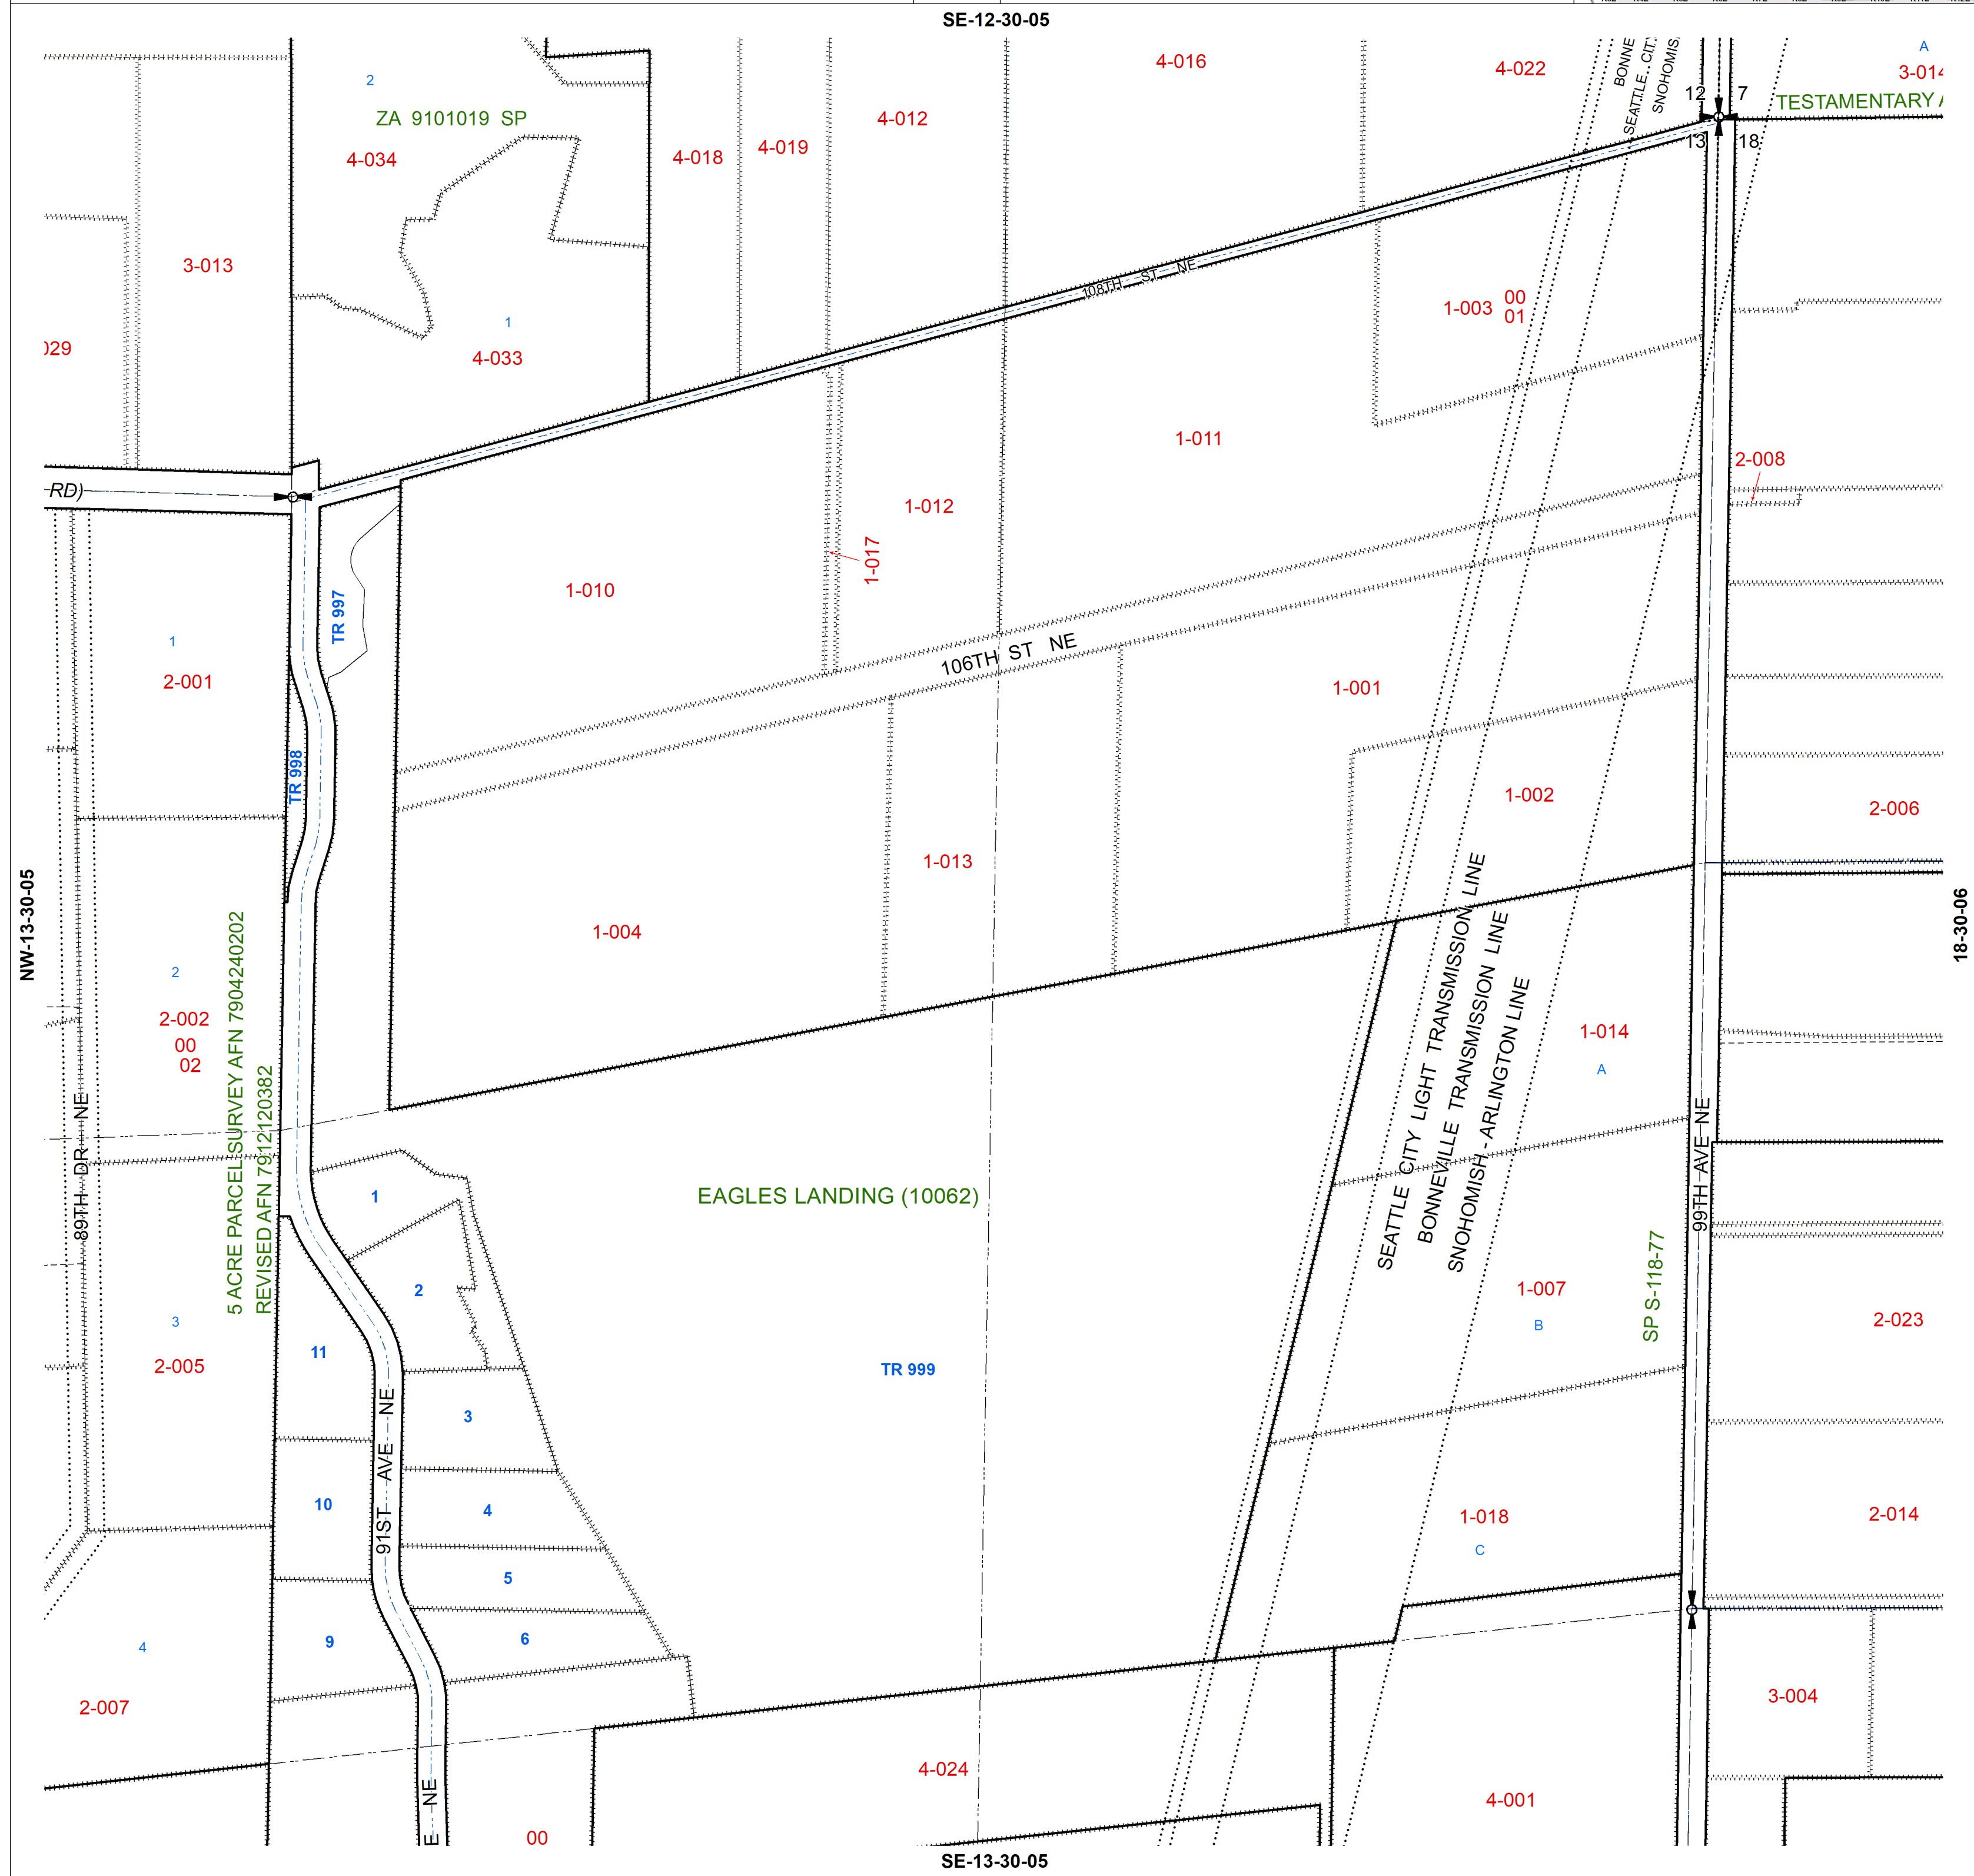 SE-12-30-05
2
ZA 9101019 SP
4-034
3-013
029
1
4-033
4-018
4-019
4-012
4-016
4-022
BONNE
SEATTLE CITY
SNOHOMIS
12
7
13
18
A
3-014
TESTAMENTARY A
108TH ST NE
1-003
00
01
1-011
2-008
RD)
1-012
1-017
1-010
TR 997
1
2-001
106TH ST NE
1-001
TR 998
1-002
2-006
1-013
1-004
NW-13-30-05
18-30-06
2
2-002
00
02
5 ACRE PARCEL SURVEY AFN 7904240202
REVISED AFN 7912120382
89TH DR NE
SEATTLE CITY LIGHT TRANSMISSION LINE
BONNEVILLE TRANSMISSION LINE
SNOHOMISH - ARLINGTON LINE
1-014
A
99TH AVE NE
EAGLES LANDING (10062)
1
2
SP S-118-77
1-007
B
2-023
3
2-005
11
TR 999
3
91ST AVE NE
10
4
1-018
C
2-014
5
9
6
4
2-007
3-004
4-024
4-001
E NE
00
SE-13-30-05